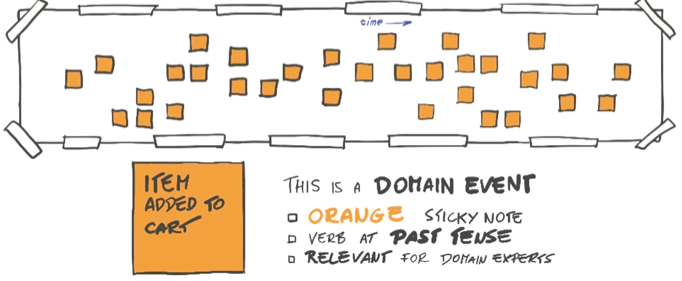 time
ITEM
ADDED TO
CART
THIS IS A DOMAIN EVENT
ORANGE STICKY NOTE
VERB AT PAST TENSE
RELEVANT FOR DOMAIN EXPERTS